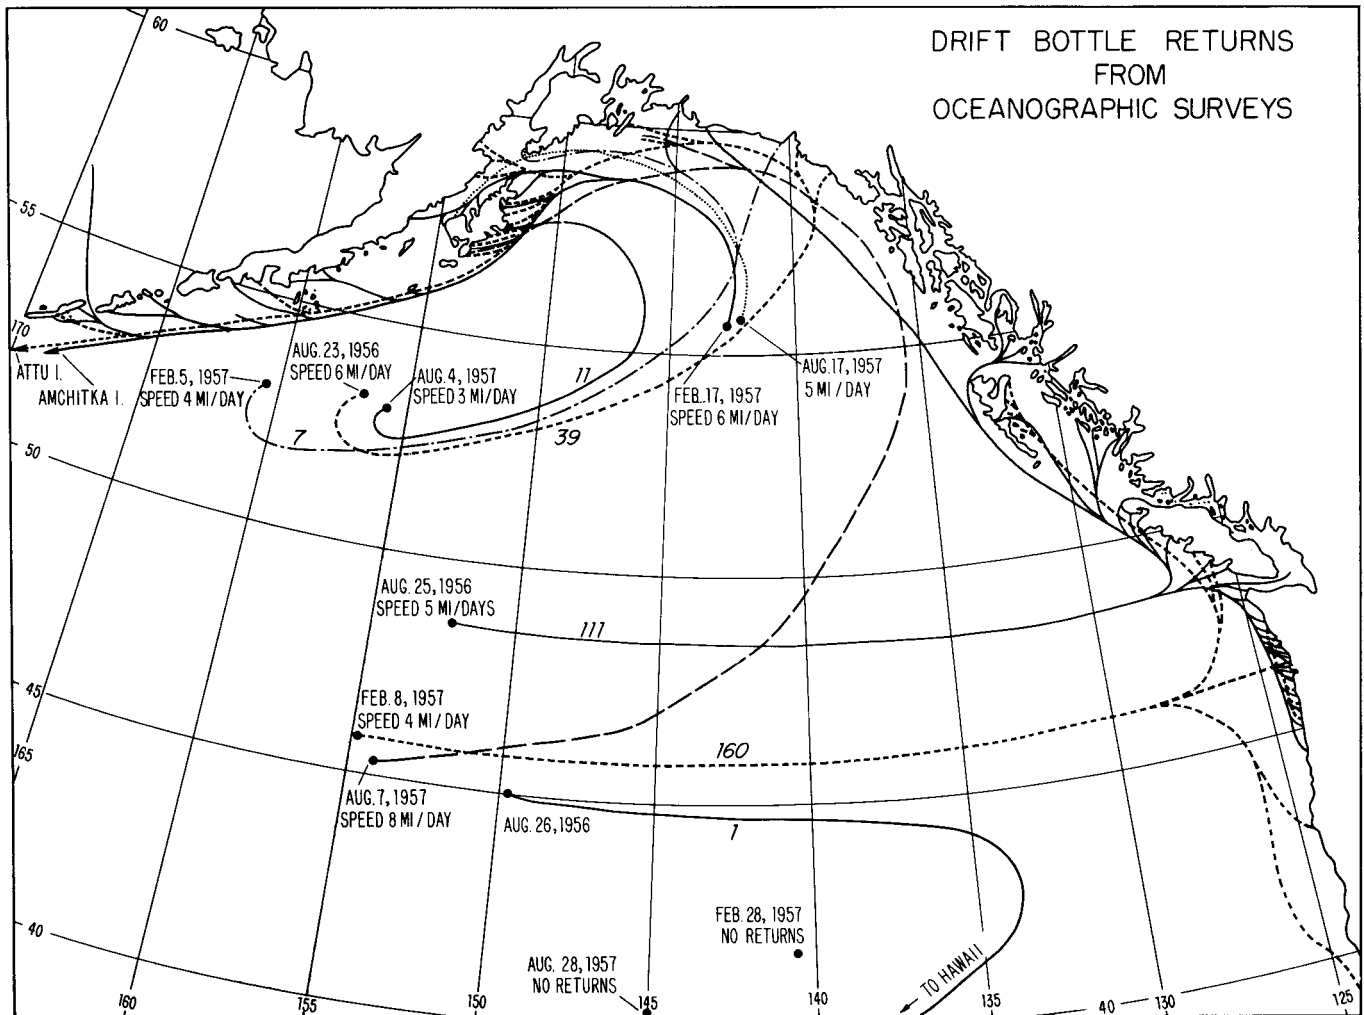 DRIFT BOTTLE RETURNS
FROM
OCEANOGRAPHIC SURVEYS
60
55
170
ATTU I.
AMCHITKA I.
FEB. 5, 1957
SPEED 4 MI/DAY
AUG. 23, 1956
SPEED 6 MI/DAY
AUG. 4, 1957
SPEED 3 MI/DAY
11
FEB. 17, 1957
SPEED 6 MI/DAY
AUG. 17, 1957
5 MI/DAY
7
39
50
AUG. 25, 1956
SPEED 5 MI/DAYS
111
45
FEB. 8, 1957
SPEED 4 MI/DAY
160
165
AUG. 7, 1957
SPEED 8 MI/DAY
AUG. 26, 1956
1
FEB. 28, 1957
NO RETURNS
40
AUG. 28, 1957
NO RETURNS
TO HAWAII
160
155
150
145
140
135
40
130
125